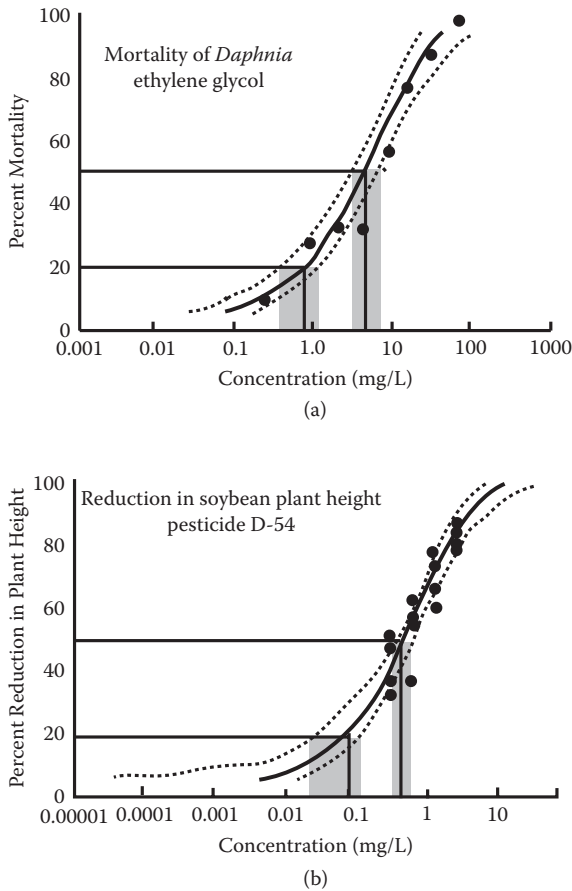 100
80
60
40
20
0
Percent Mortality
Mortality of Daphnia
ethylene glycol
0.001 0.01 0.1 1.0 10 100 1000
Concentration (mg/L)
(a)
100
80
60
40
20
0
Percent Reduction in Plant Height
Reduction in soybean plant height
pesticide D-54
0.00001 0.0001 0.001 0.01 0.1 1 10
Concentration (mg/L)
(b)